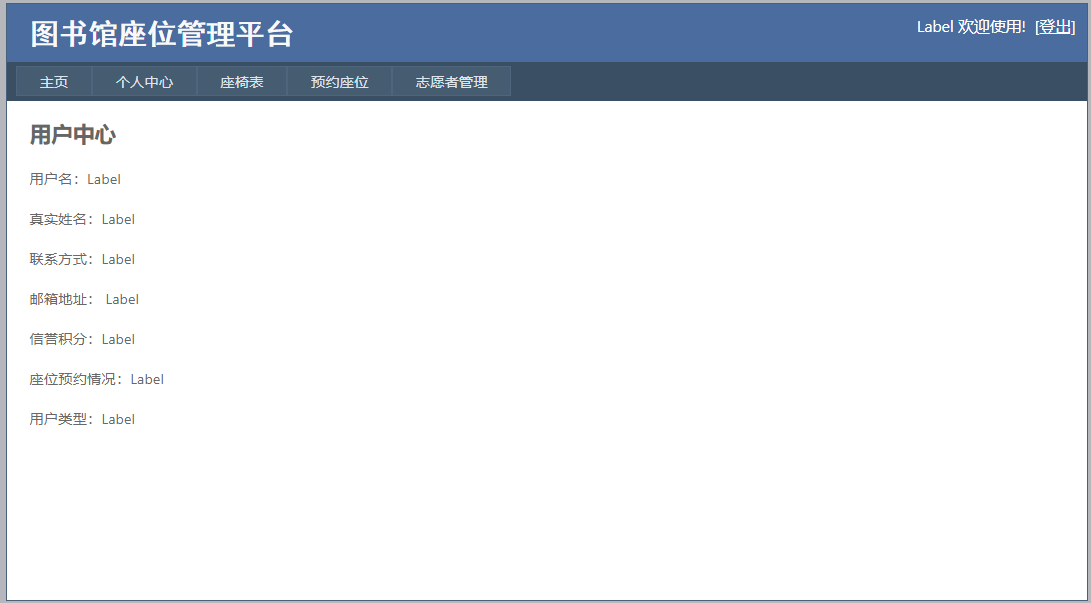 图书馆座位管理平台
Label 欢迎使用! [登出]
主页 个人中心 座椅表 预约座位 志愿者管理
用户中心
用户名：Label
真实姓名：Label
联系方式：Label
邮箱地址： Label
信誉积分：Label
座位预约情况：Label
用户类型：Label